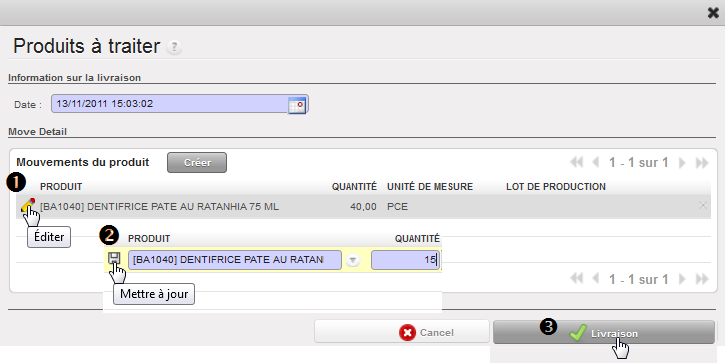 Produits à traiter ?
Information sur la livraison
Date : 13/11/2011 15:03:02
Move Detail
Mouvements du produit Créer 1 - 1 sur 1
1
PRODUIT QUANTITÉ UNITÉ DE MESURE LOT DE PRODUCTION
[BA1040] DENTIFRICE PATE AU RATANHIA 75 ML 40,00 PCE
Éditer
2 PRODUIT QUANTITÉ
[BA1040] DENTIFRICE PATE AU RATAN 15
Mettre à jour
1 - 1 sur 1
Cancel 3 Livraison